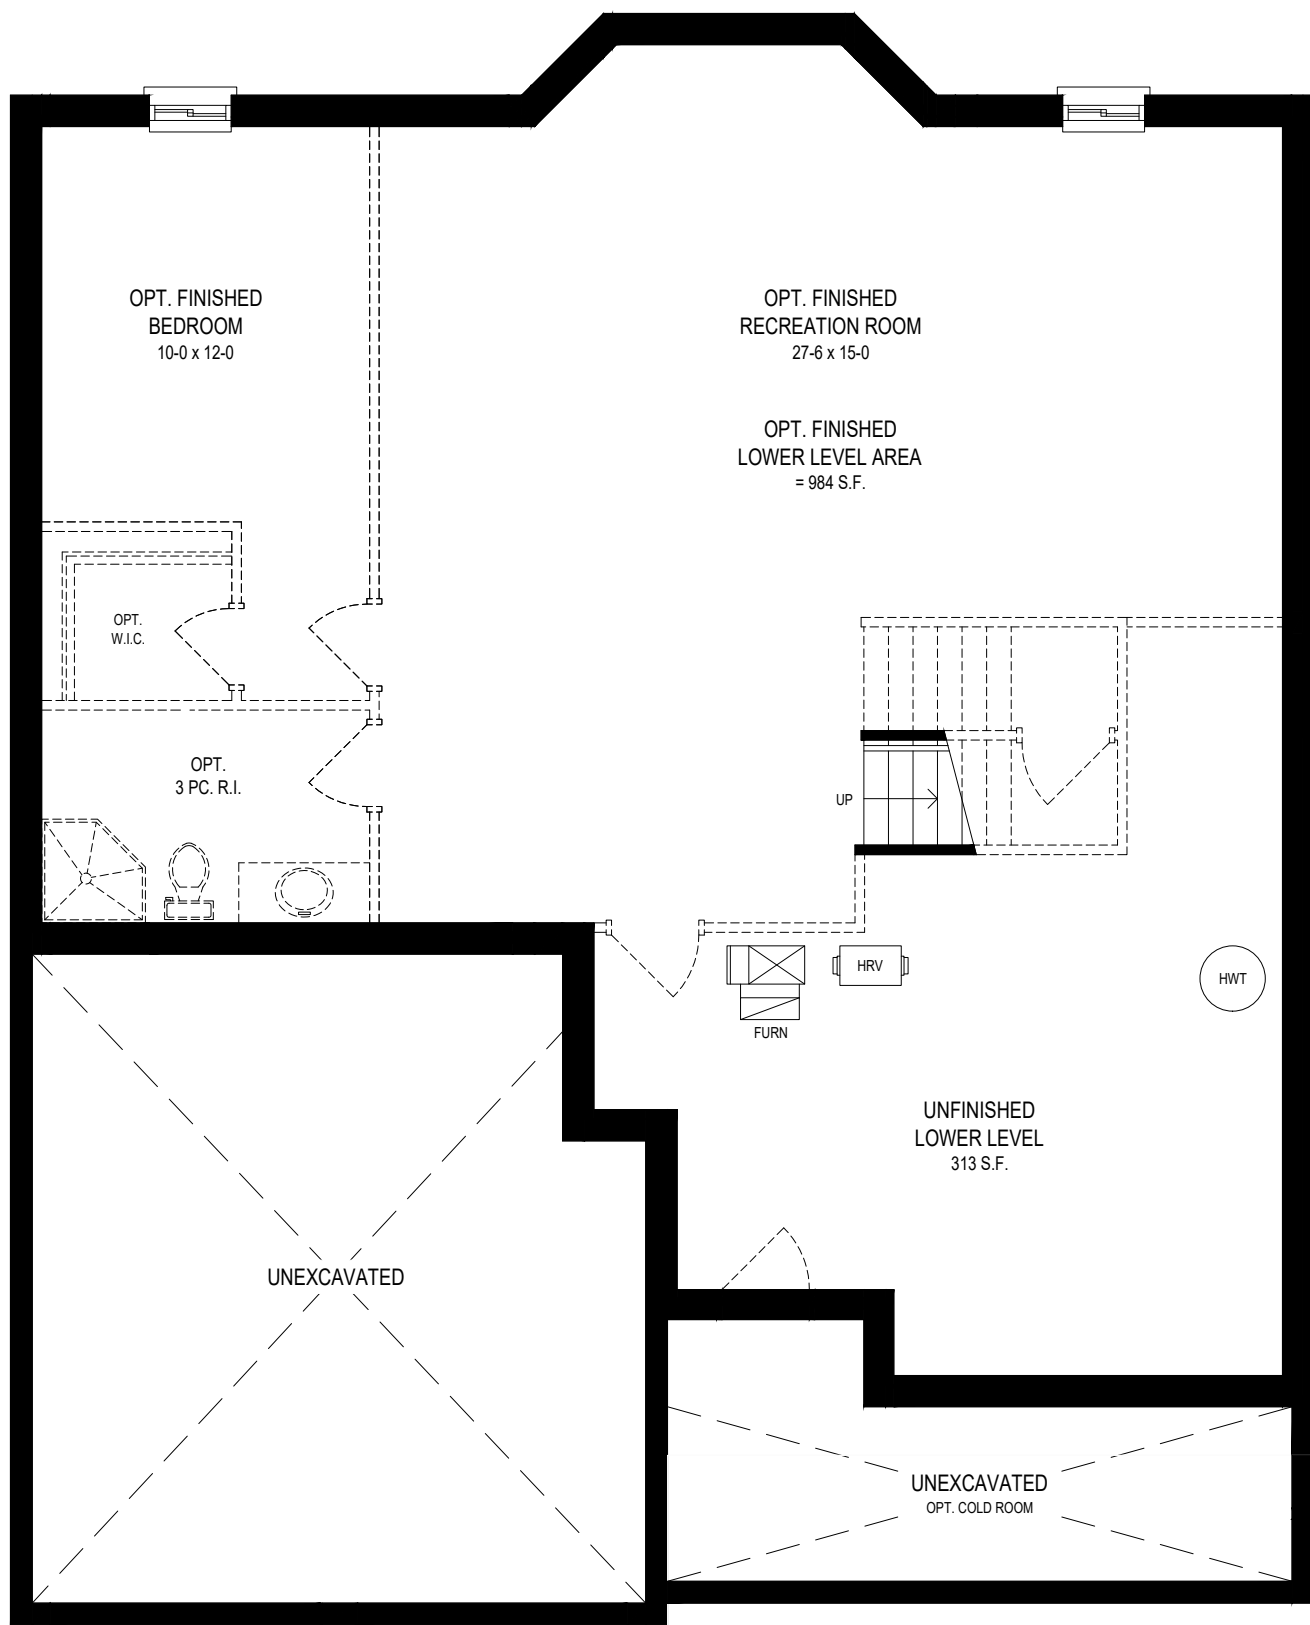 OPT. FINISHED
BEDROOM
10-0 x 12-0
OPT. FINISHED
RECREATION ROOM
27-6 x 15-0
OPT. FINISHED
LOWER LEVEL AREA
= 984 S.F.
OPT.
W.I.C.
OPT.
3 PC. R.I.
UP
HRV
HWT
FURN
UNFINISHED
LOWER LEVEL
313 S.F.
UNEXCAVATED
UNEXCAVATED
OPT. COLD ROOM